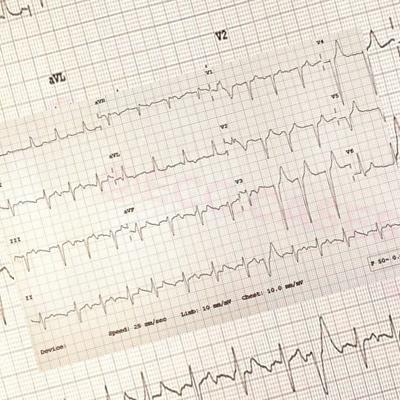 V2
aVL
V4
V1
aVR
V5
V2
aVL
V6
V3
aVF
III
II
Device: Speed: 25 mm/sec Limb: 10 mm/mV Chest: 10.0 mm/mV